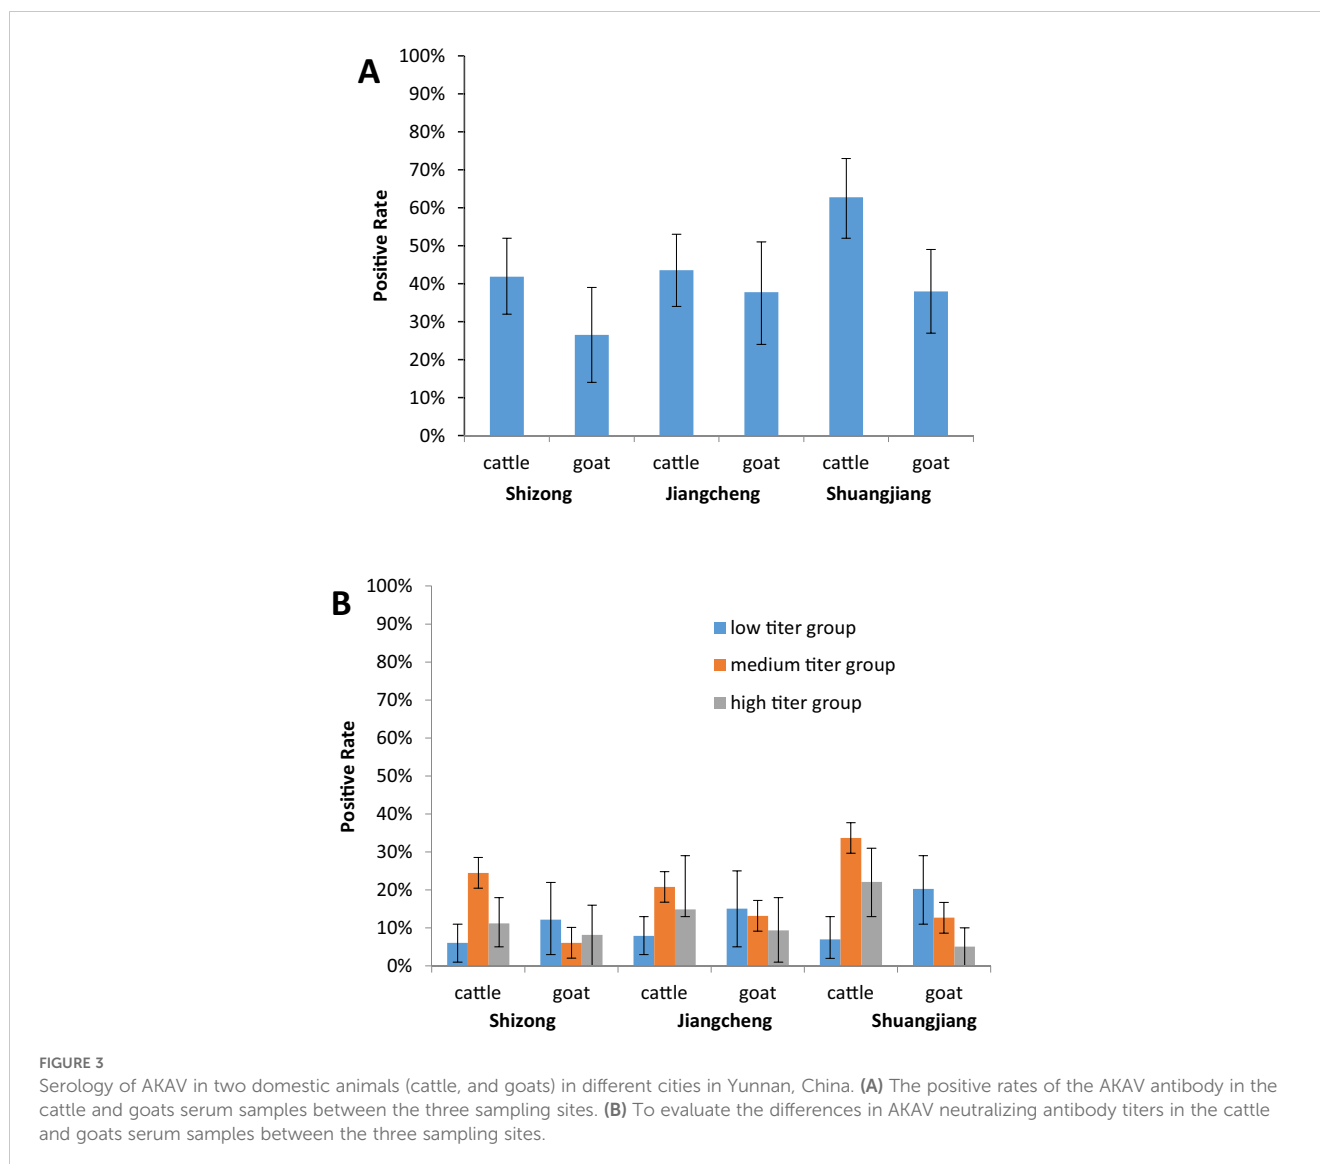 A
100%
90%
80%
70%
60%
50%
40%
30%
20%
10%
0%
Positive Rate
cattle goat cattle goat cattle goat
Shizong Jiangcheng Shuangjiang
B
100%
90%
80%
70%
60%
50%
40%
30%
20%
10%
0%
Positive Rate
low titer group
medium titer group
high titer group
cattle goat cattle goat cattle goat
Shizong Jiangcheng Shuangjiang
FIGURE 3
Serology of AKAV in two domestic animals (cattle, and goats) in different cities in Yunnan, China. (A) The positive rates of the AKAV antibody in the
cattle and goats serum samples between the three sampling sites. (B) To evaluate the differences in AKAV neutralizing antibody titers in the cattle
and goats serum samples between the three sampling sites.